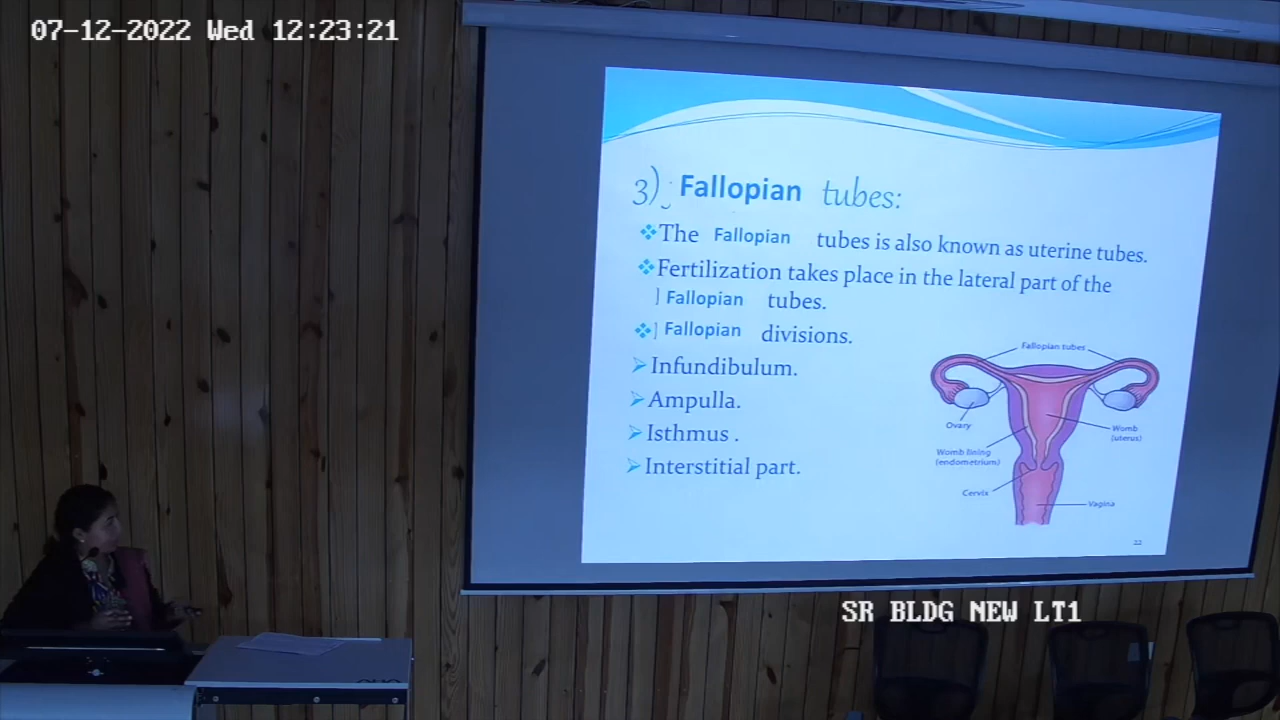 07-12-2022 Wed 12:23:21
3) Fallopian tubes:
❖The Fallopian tubes is also known as uterine tubes.
❖Fertilization takes place in the lateral part of the
Fallopian tubes.
❖Fallopian divisions.
➢Infundibulum.
➢Ampulla.
➢Isthmus .
➢Interstitial part.
Fallopian tubes
Ovary
Womb
(uterus)
Womb lining
(endometrium)
Cervix
Vagina
22
SR BLDG NEW LT1